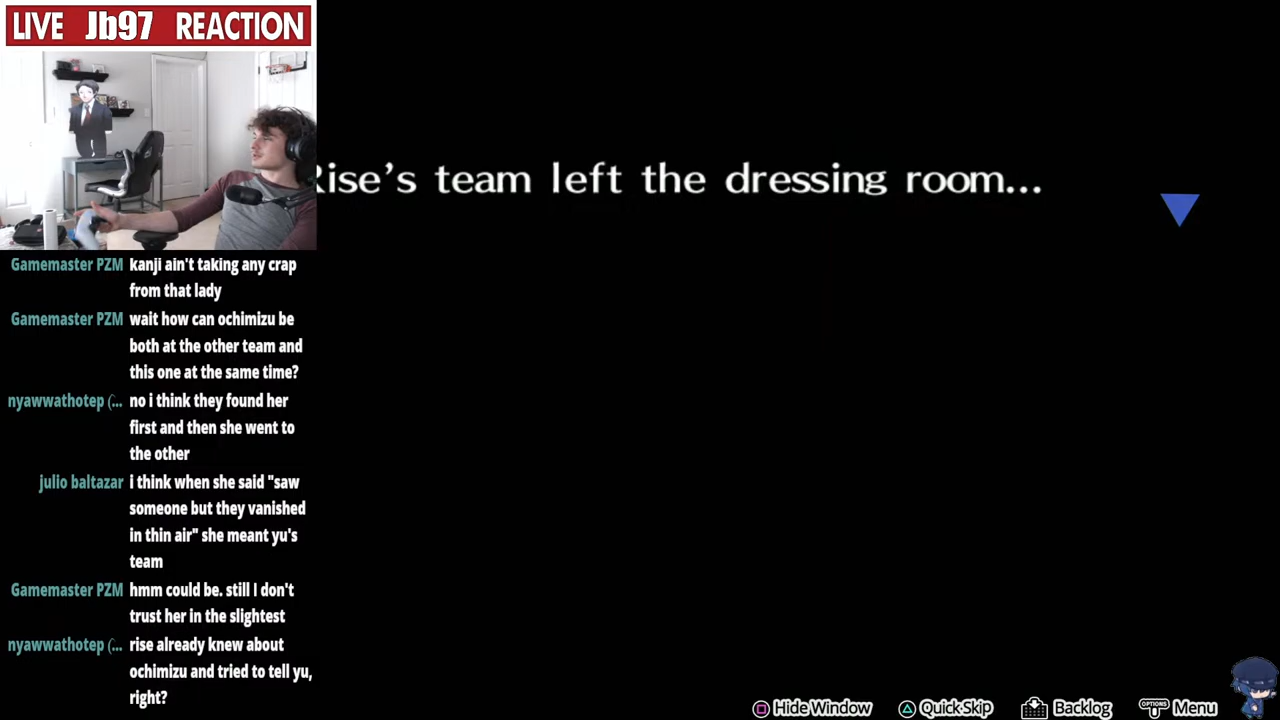 LIVE Jb97 REACTION
Rise's team left the dressing room...
Gamemaster PZM kanji ain't taking any crap
from that lady
Gamemaster PZM wait how can ochimizu be
both at the other team and
this one at the same time?
nyawwathotep (... no i think they found her
first and then she went to
the other
julio baltazar i think when she said "saw
someone but they vanished
in thin air" she meant yu's
team
Gamemaster PZM hmm could be. still I don't
trust her in the slightest
nyawwathotep (... rise already knew about
ochimizu and tried to tell yu,
right?
Hide Window Quick Skip Backlog OPTIONS Menu